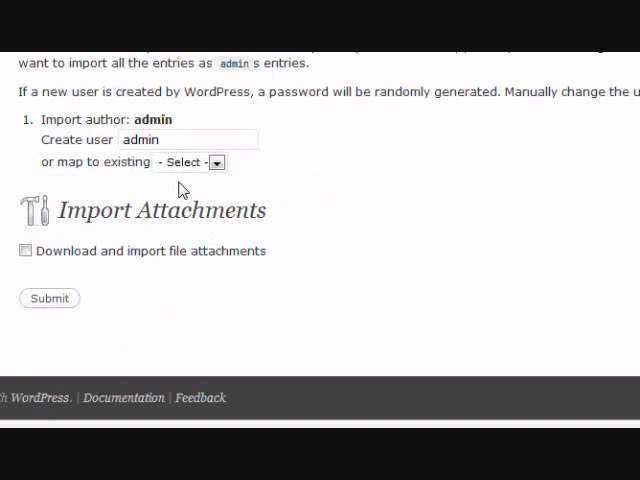 want to import all the entries as admin s entries.
If a new user is created by WordPress, a password will be randomly generated. Manually change the u
1. Import author: admin
Create user admin
or map to existing - Select -
Import Attachments
Download and import file attachments
Submit
th WordPress. | Documentation | Feedback